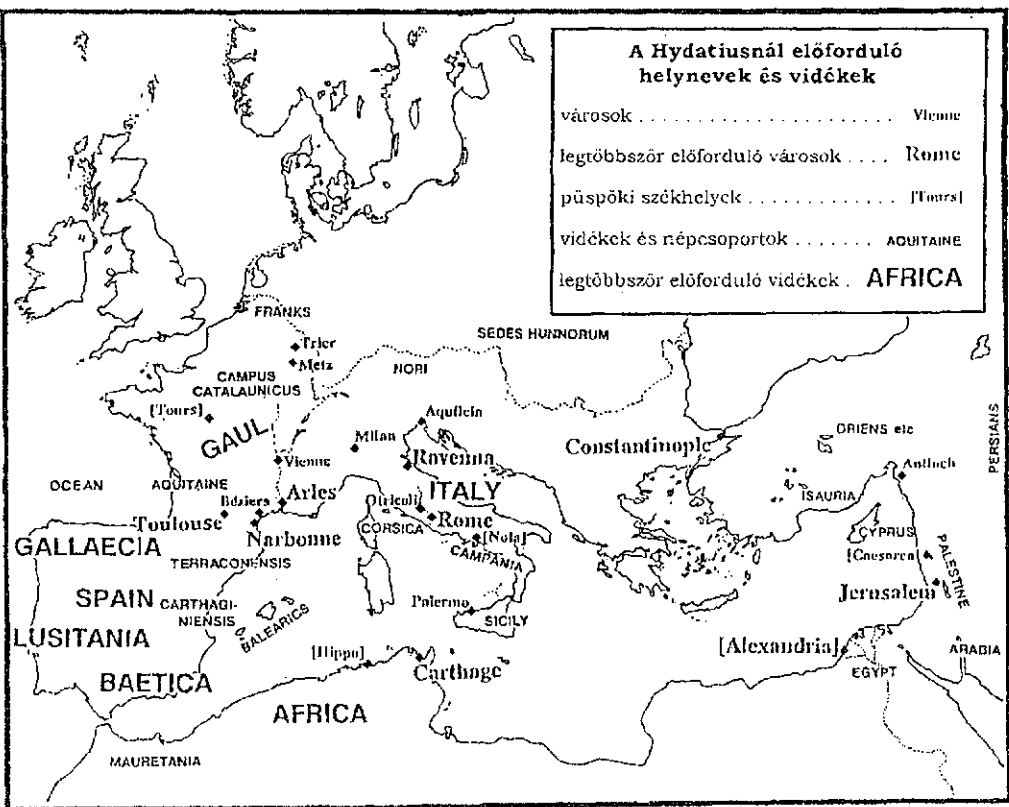 A Hydatiusnál előforduló
helynevek és vidékek
városok . . . . . . . . . . . . . . . . . . . . . . Vienne
legtöbbször előforduló városok . . . . Rome
püspöki székhelyek . . . . . . . . . . . . . [Tours]
vidékek és népcsoportok . . . . . . . AQUITAINE
legtöbbször előforduló vidékek . AFRICA
FRANKS
SEDES HUNNORUM
Trier
Metz
NORI
CAMPUS
CATALAUNICUS
[Tours]
GAUL
Aquilein
Milan
Constantinople
ORIENS etc
PERSIANS
Vienne
Ravenna
Antioch
OCEAN
AQUITAINE
Béziers
Arles
Otriculi
ITALY
ISAURIA
Toulouse
Narbonne
CORSICA
Rome
CYPRUS
GALLAECIA
TERRACONENSIS
[Nola]
CAMPANIA
[Caesarea]
PALESTINE
SPAIN
CARTHAGI-
NIENSIS
BALEARICS
Palermo
SICILY
Jerusalem
LUSITANIA
[Hippo]
Carthage
[Alexandria]
ARABIA
BAETICA
EGYPT
AFRICA
MAURETANIA